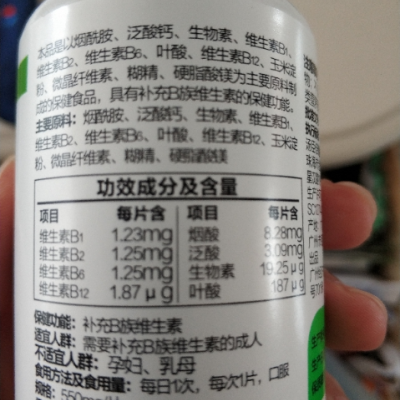 本品是以烟酰胺、泛酸钙、生物素、维生素B1、
维生素B2、维生素B6、叶酸、维生素B12、玉米淀
粉、微晶纤维素、糊精、硬脂酸镁为主要原料制
成的保健食品，具有补充B族维生素的保健功能。
主要原料：烟酰胺、泛酸钙、生物素、维生素B1、
维生素B2、维生素B6、叶酸、维生素B12、玉米淀
粉、微晶纤维素、糊精、硬脂酸镁
功效成分及含量
项目 每片含 项目 每片含
维生素B1 1.23mg 烟酸 8.28mg
维生素B2 1.25mg 泛酸 3.09mg
维生素B6 1.25mg 生物素 19.25μg
维生素B12 1.87μg 叶酸 187μg
保健功能：补充B族维生素
适宜人群：需要补充B族维生素的成人
不适宜人群：孕妇、乳母
食用方法及食用量：每日1次，每次1片，口服
规格：550mg/